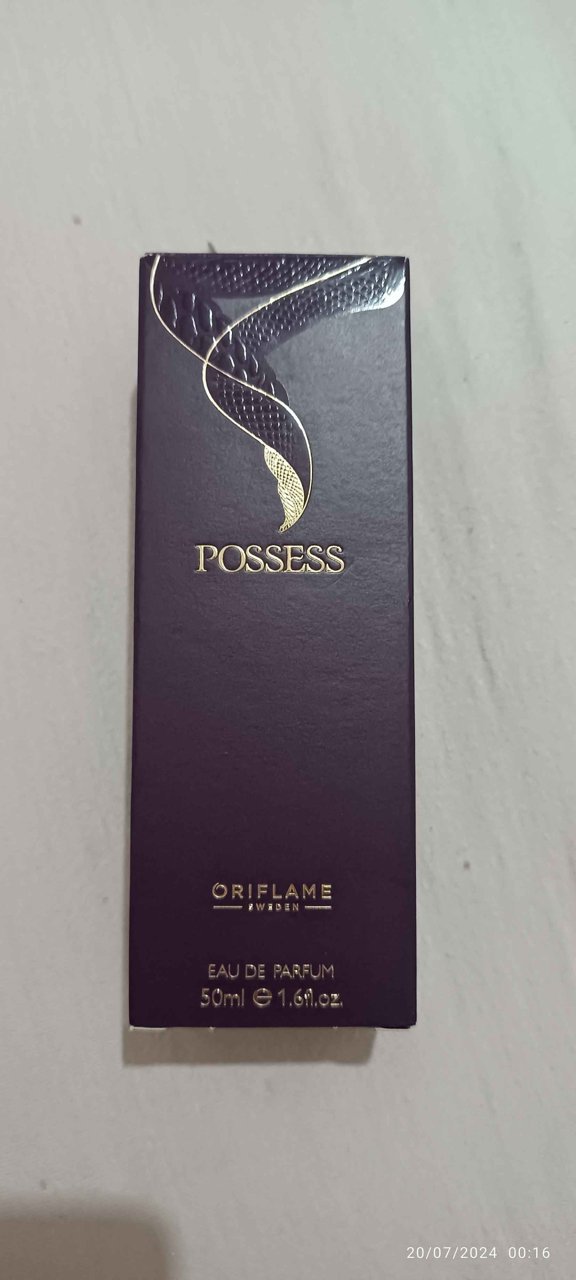 POSSESS
ORIFLAME
SWEDEN
EAU DE PARFUM
50ml ℮ 1.6fl.oz.
20/07/2024 00:16